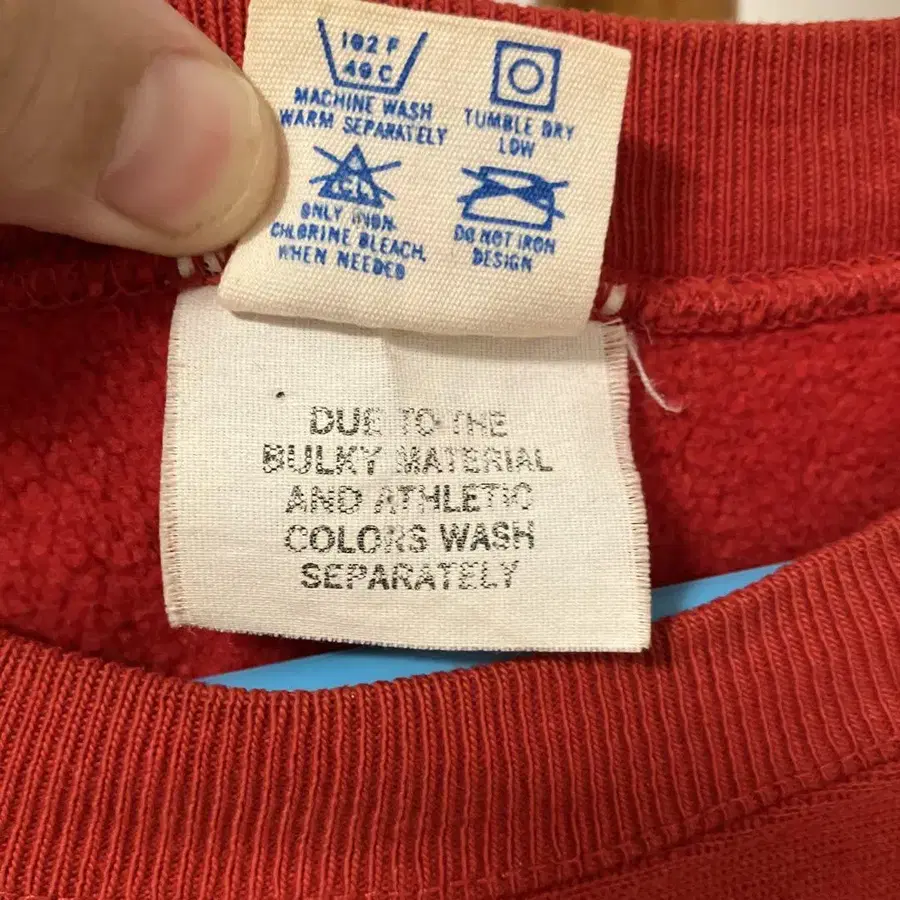 102 F
40 C
MACHINE WASH
WARM SEPARATELY
TUMBLE DRY
LOW
CL
ONLY NON-
CHLORINE BLEACH,
WHEN NEEDED
DO NOT IRON
DESIGN
DUE TO THE
BULKY MATERIAL
AND ATHLETIC
COLORS WASH
SEPARATELY